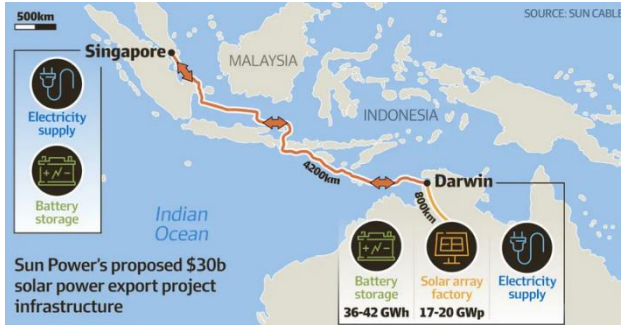 500km
SOURCE: SUN CABLE
Singapore
MALAYSIA
INDONESIA
Electricity
supply
Battery
storage
4200km
Darwin
800km
Indian
Ocean
Sun Power's proposed $30b
solar power export project
infrastructure
Battery
storage
36-42 GWh
Solar array
factory
17-20 GWp
Electricity
supply